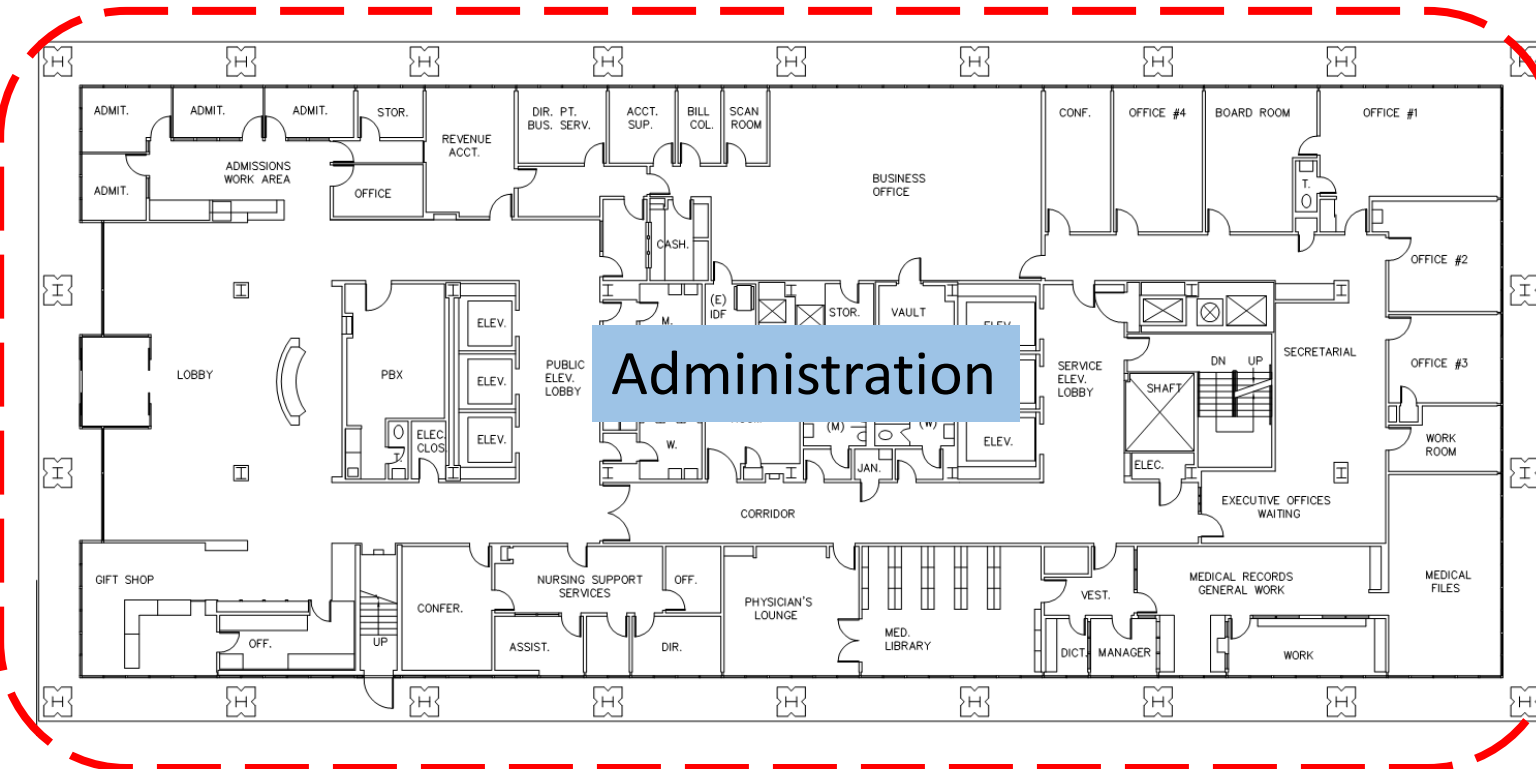 ADMIT.
ADMIT.
ADMIT.
STOR.
REVENUE
ACCT.
DIR. PT.
BUS. SERV.
ACCT.
SUP.
BILL
COL.
SCAN
ROOM
CONF.
OFFICE #4
BOARD ROOM
OFFICE #1
ADMISSIONS
WORK AREA
ADMIT.
OFFICE
BUSINESS
OFFICE
T.
CASH.
OFFICE #2
(E)
IDF
STOR.
VAULT
M.
ELEV.
ELEV.
PUBLIC
ELEV.
LOBBY
Administration
SERVICE
ELEV.
LOBBY
DN
UP
SECRETARIAL
OFFICE #3
LOBBY
PBX
ELEV.
SHAFT
ELEV.
ELEC.
CLOS.
T.
W.
(M)
(W)
ELEV.
WORK
ROOM
JAN.
ELEC.
CORRIDOR
EXECUTIVE OFFICES
WAITING
GIFT SHOP
NURSING SUPPORT
SERVICES
OFF.
MEDICAL RECORDS
GENERAL WORK
MEDICAL
FILES
CONFER.
PHYSICIAN'S
LOUNGE
VEST.
OFF.
UP
ASSIST.
DIR.
MED.
LIBRARY
DICT.
MANAGER
WORK